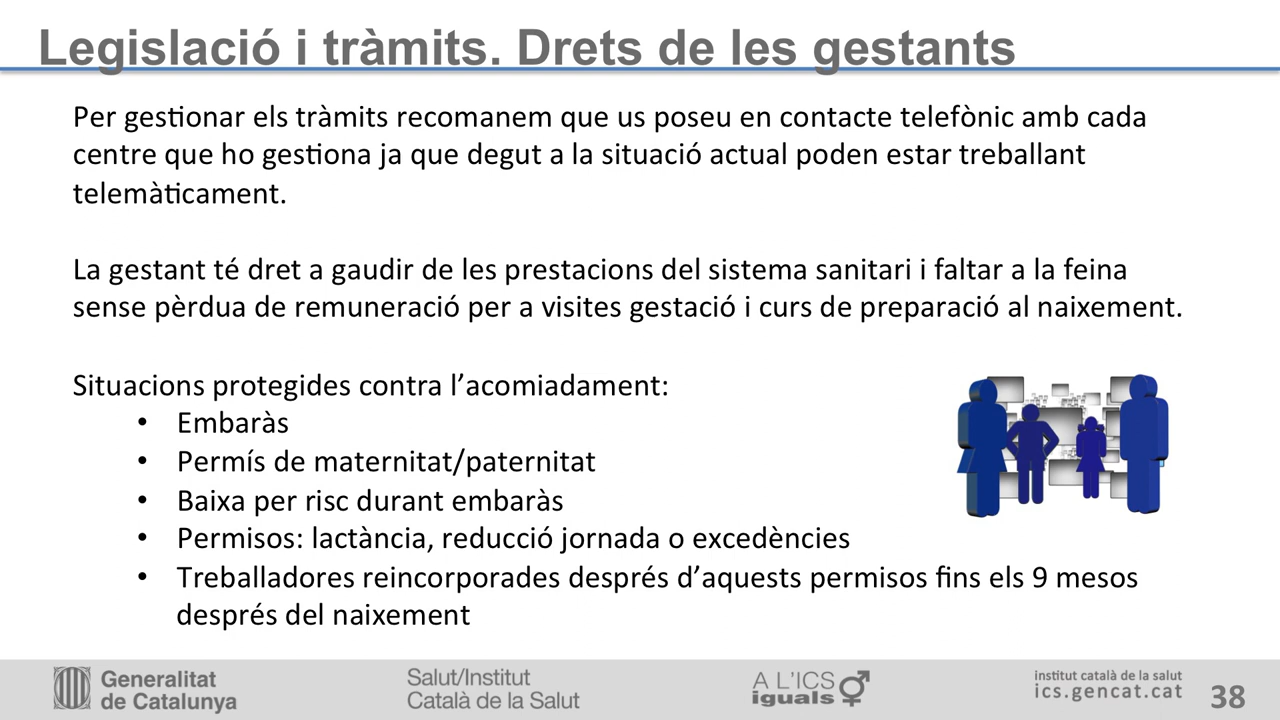 Legislació i tràmits. Drets de les gestants
Per gestionar els tràmits recomanem que us poseu en contacte telefònic amb cada
centre que ho gestiona ja que degut a la situació actual poden estar treballant
telemàticament.
La gestant té dret a gaudir de les prestacions del sistema sanitari i faltar a la feina
sense pèrdua de remuneració per a visites gestació i curs de preparació al naixement.
Situacions protegides contra l’acomiadament:
• Embaràs
• Permís de maternitat/paternitat
• Baixa per risc durant embaràs
• Permisos: lactància, reducció jornada o excedències
• Treballadores reincorporades després d’aquests permisos fins els 9 mesos
després del naixement
Generalitat
de Catalunya
Salut/Institut
Català de la Salut
A L'ICS
iguals
institut català de la salut
ics.gencat.cat
38